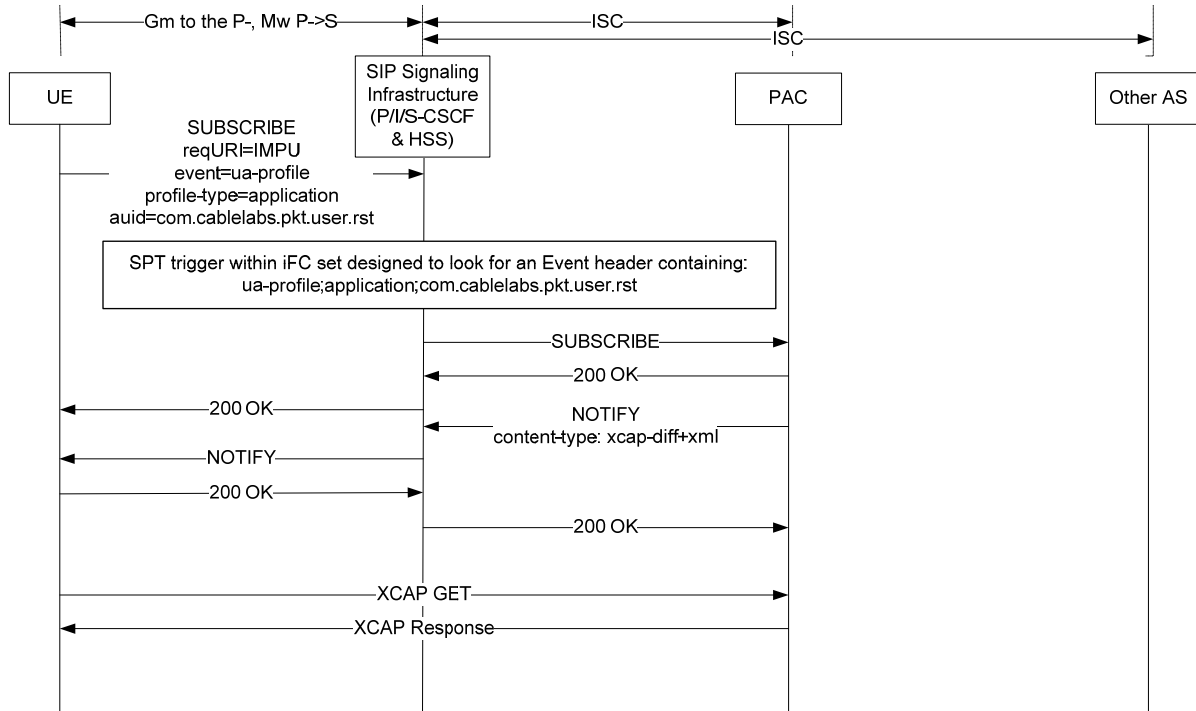 Gm to the P-, Mw P->S
ISC
ISC
UE
SIP Signaling
Infrastructure
(P/I/S-CSCF
& HSS)
PAC
Other AS
SUBSCRIBE
reqURI=IMPU
event=ua-profile
profile-type=application
auid=com.cablelabs.pkt.user.rst
SPT trigger within iFC set designed to look for an Event header containing:
ua-profile;application;com.cablelabs.pkt.user.rst
SUBSCRIBE
200 OK
200 OK
NOTIFY
content-type: xcap-diff+xml
NOTIFY
200 OK
200 OK
XCAP GET
XCAP Response